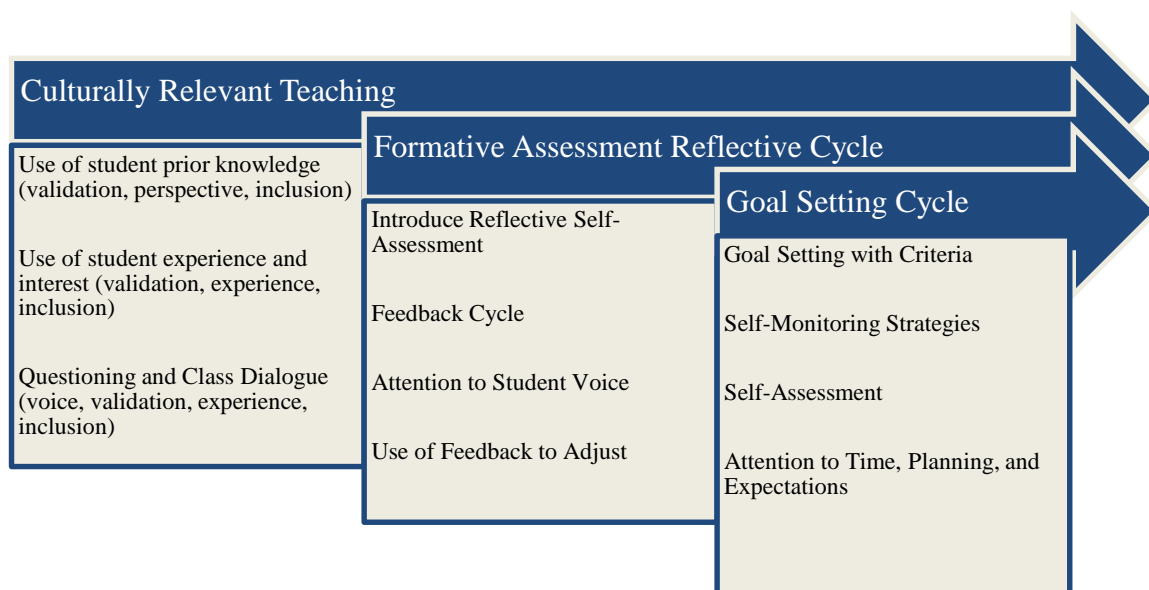 Culturally Relevant Teaching
Use of student prior knowledge
(validation, perspective, inclusion)
Use of student experience and
interest (validation, experience,
inclusion)
Questioning and Class Dialogue
(voice, validation, experience,
inclusion)
Formative Assessment Reflective Cycle
Introduce Reflective Self-
Assessment
Feedback Cycle
Attention to Student Voice
Use of Feedback to Adjust
Goal Setting Cycle
Goal Setting with Criteria
Self-Monitoring Strategies
Self-Assessment
Attention to Time, Planning, and
Expectations